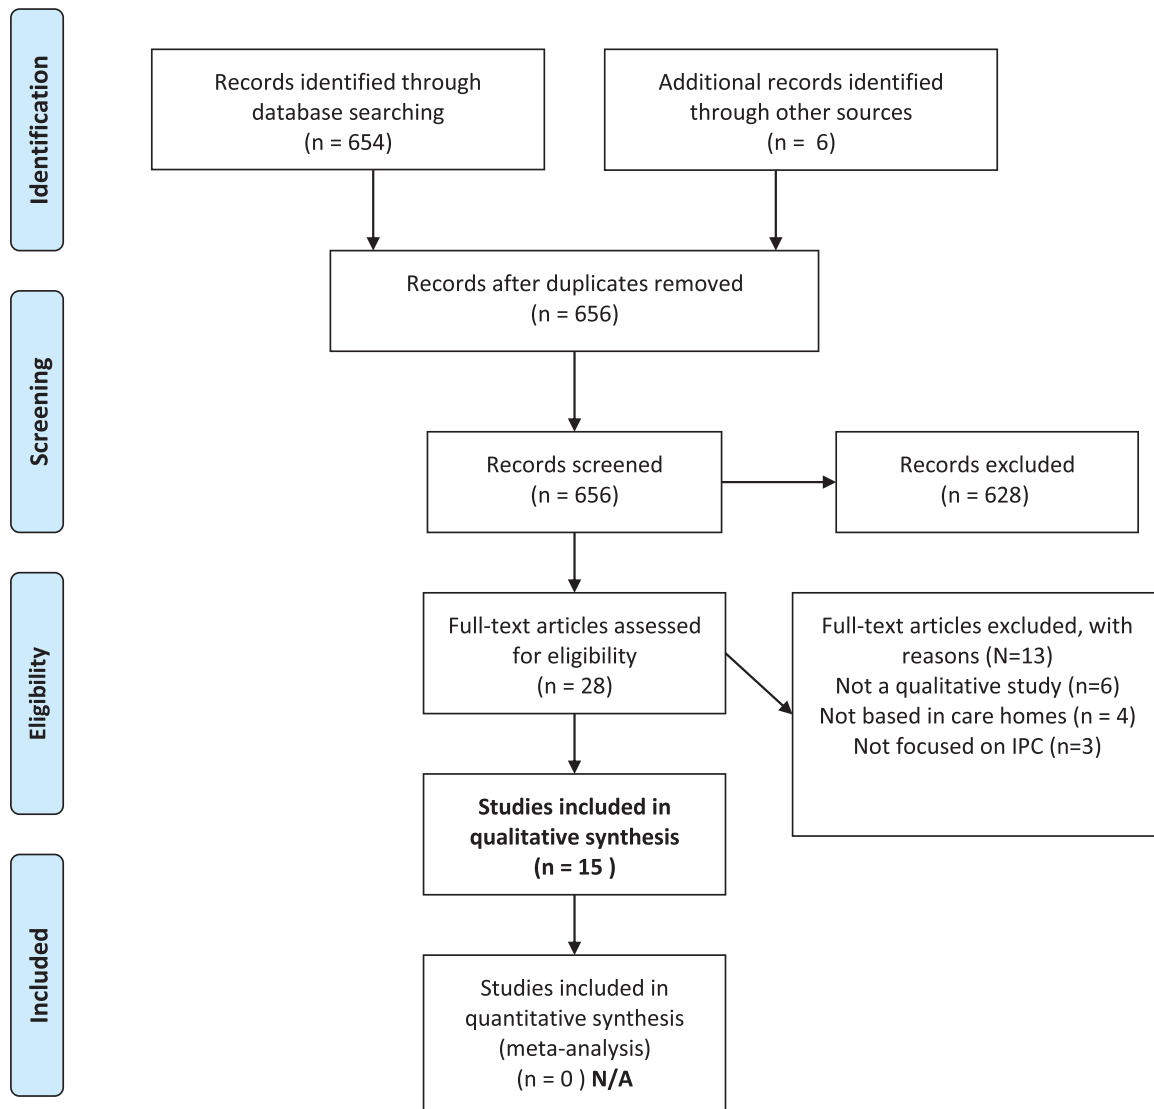 Identification
Records identified through
database searching
(n = 654)
Additional records identified
through other sources
(n = 6)
Records after duplicates removed
(n = 656)
Screening
Records screened
(n = 656)
Records excluded
(n = 628)
Eligibility
Full-text articles assessed
for eligibility
(n = 28)
Full-text articles excluded, with
reasons (N=13)
Not a qualitative study (n=6)
Not based in care homes (n = 4)
Not focused on IPC (n=3)
Studies included in
qualitative synthesis
(n = 15 )
Included
Studies included in
quantitative synthesis
(meta-analysis)
(n = 0 ) N/A